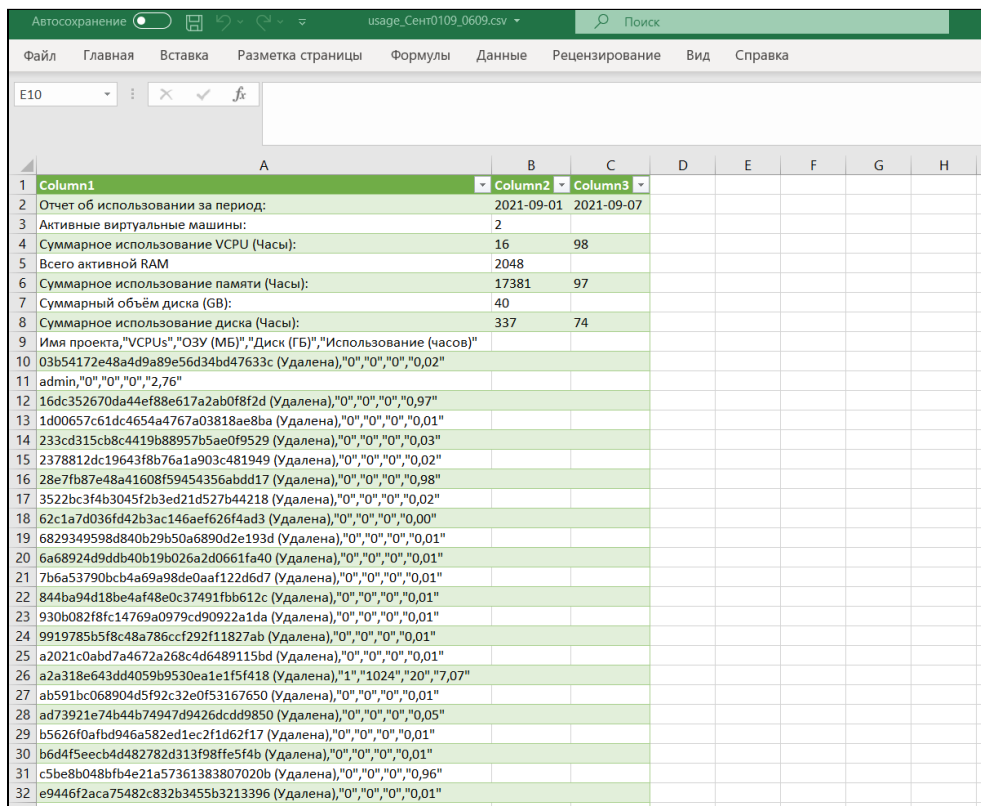 Автосохранение usage_Сент0109_0609.csv Поиск
Файл Главная Вставка Разметка страницы Формулы Данные Рецензирование Вид Справка
E10 fx
A B C D E F G H
1 Column1 Column2 Column3
2 Отчет об использовании за период: 2021-09-01 2021-09-07
3 Активные виртуальные машины: 2
4 Суммарное использование VCPU (Часы): 16 98
5 Всего активной RAM 2048
6 Суммарное использование памяти (Часы): 17381 97
7 Суммарный объём диска (GB): 40
8 Суммарное использование диска (Часы): 337 74
9 Имя проекта,"VCPUs","ОЗУ (МБ)","Диск (ГБ)","Использование (часов)"
10 03b54172e48a4d9a89e56d34bd47633c (Удалена),"0","0","0","0,02"
11 admin,"0","0","0","2,76"
12 16dc352670da44ef88e617a2ab0f8f2d (Удалена),"0","0","0","0,97"
13 1d00657c61dc4654a4767a03818ae8ba (Удалена),"0","0","0","0,01"
14 233cd315cb8c4419b88957b5ae0f9529 (Удалена),"0","0","0","0,03"
15 2378812dc19643f8b76a1a903c481949 (Удалена),"0","0","0","0,02"
16 28e7fb87e48a41608f59454356abdd17 (Удалена),"0","0","0","0,98"
17 3522bc3f4b3045f2b3ed21d527b44218 (Удалена),"0","0","0","0,02"
18 62c1a7d036fd42b3ac146aef626f4ad3 (Удалена),"0","0","0","0,00"
19 6829349598d840b29b50a6890d2e193d (Удалена),"0","0","0","0,01"
20 6a68924d9ddb40b19b026a2d0661fa40 (Удалена),"0","0","0","0,01"
21 7b6a53790bcb4a69a98de0aaf122d6d7 (Удалена),"0","0","0","0,01"
22 844ba94d18be4af48e0c37491fbb612c (Удалена),"0","0","0","0,01"
23 930b082f8fc14769a0979cd90922a1da (Удалена),"0","0","0","0,01"
24 9919785b5f8c48a786ccf292f11827ab (Удалена),"0","0","0","0,01"
25 a2021c0abd7a4672a268c4d6489115bd (Удалена),"0","0","0","0,01"
26 a2a318e643dd4059b9530ea1e1f5f418 (Удалена),"1","1024","20","7,07"
27 ab591bc068904d5f92c32e0f53167650 (Удалена),"0","0","0","0,01"
28 ad73921e74b44b74947d9426dcdd9850 (Удалена),"0","0","0","0,05"
29 b5626f0afbd946a582ed1ec2f1d62f17 (Удалена),"0","0","0","0,01"
30 b6d4f5eecb4d482782d313f98ffe5f4b (Удалена),"0","0","0","0,01"
31 c5be8b048bfb4e21a57361383807020b (Удалена),"0","0","0","0,96"
32 e9446f2aca75482c832b3455b3213396 (Удалена),"0","0","0","0,01"